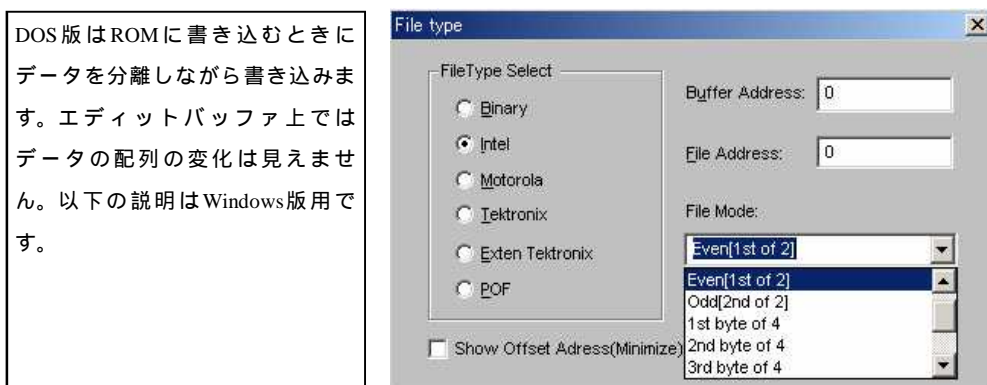 DOS版はROMに書き込むときに
データを分離しながら書き込みま
す。エディットバッファ上では
データの配列の変化は見えませ
ん。以下の説明はWindows版用で
す。
File type
FileType Select
Binary
Intel
Motorola
Tektronix
Exten Tektronix
POF
Show Offset Adress(Minimize)
Buffer Address:
0
File Address:
0
File Mode:
Even[1st of 2]
Even[1st of 2]
Odd[2nd of 2]
1st byte of 4
2nd byte of 4
3rd byte of 4